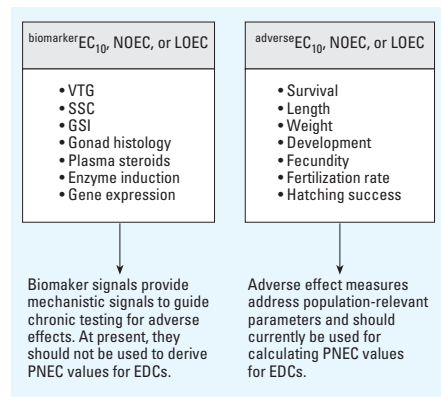 biomarkerEC10, NOEC, or LOEC
• VTG
• SSC
• GSI
• Gonad histology
• Plasma steroids
• Enzyme induction
• Gene expression
Biomaker signals provide
mechanistic signals to guide
chronic testing for adverse
effects. At present, they
should not be used to derive
PNEC values for EDCs.
adverseEC10, NOEC, or LOEC
• Survival
• Length
• Weight
• Development
• Fecundity
• Fertilization rate
• Hatching success
Adverse effect measures
address population-relevant
parameters and should
currently be used for
calculating PNEC values
for EDCs.